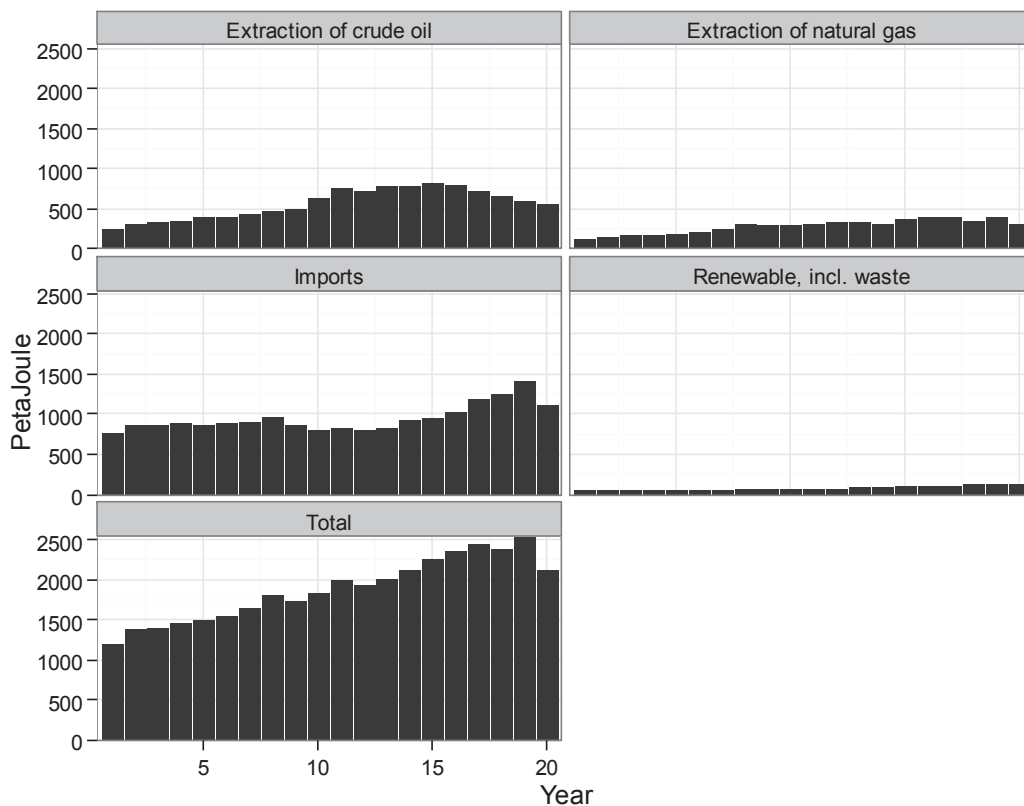 Extraction of crude oil
Extraction of natural gas
2500
2000
1500
1000
500
0
Imports
Renewable, incl. waste
2500
2000
1500
1000
500
0
PetaJoule
Total
2500
2000
1500
1000
500
0
5 10 15 20
Year